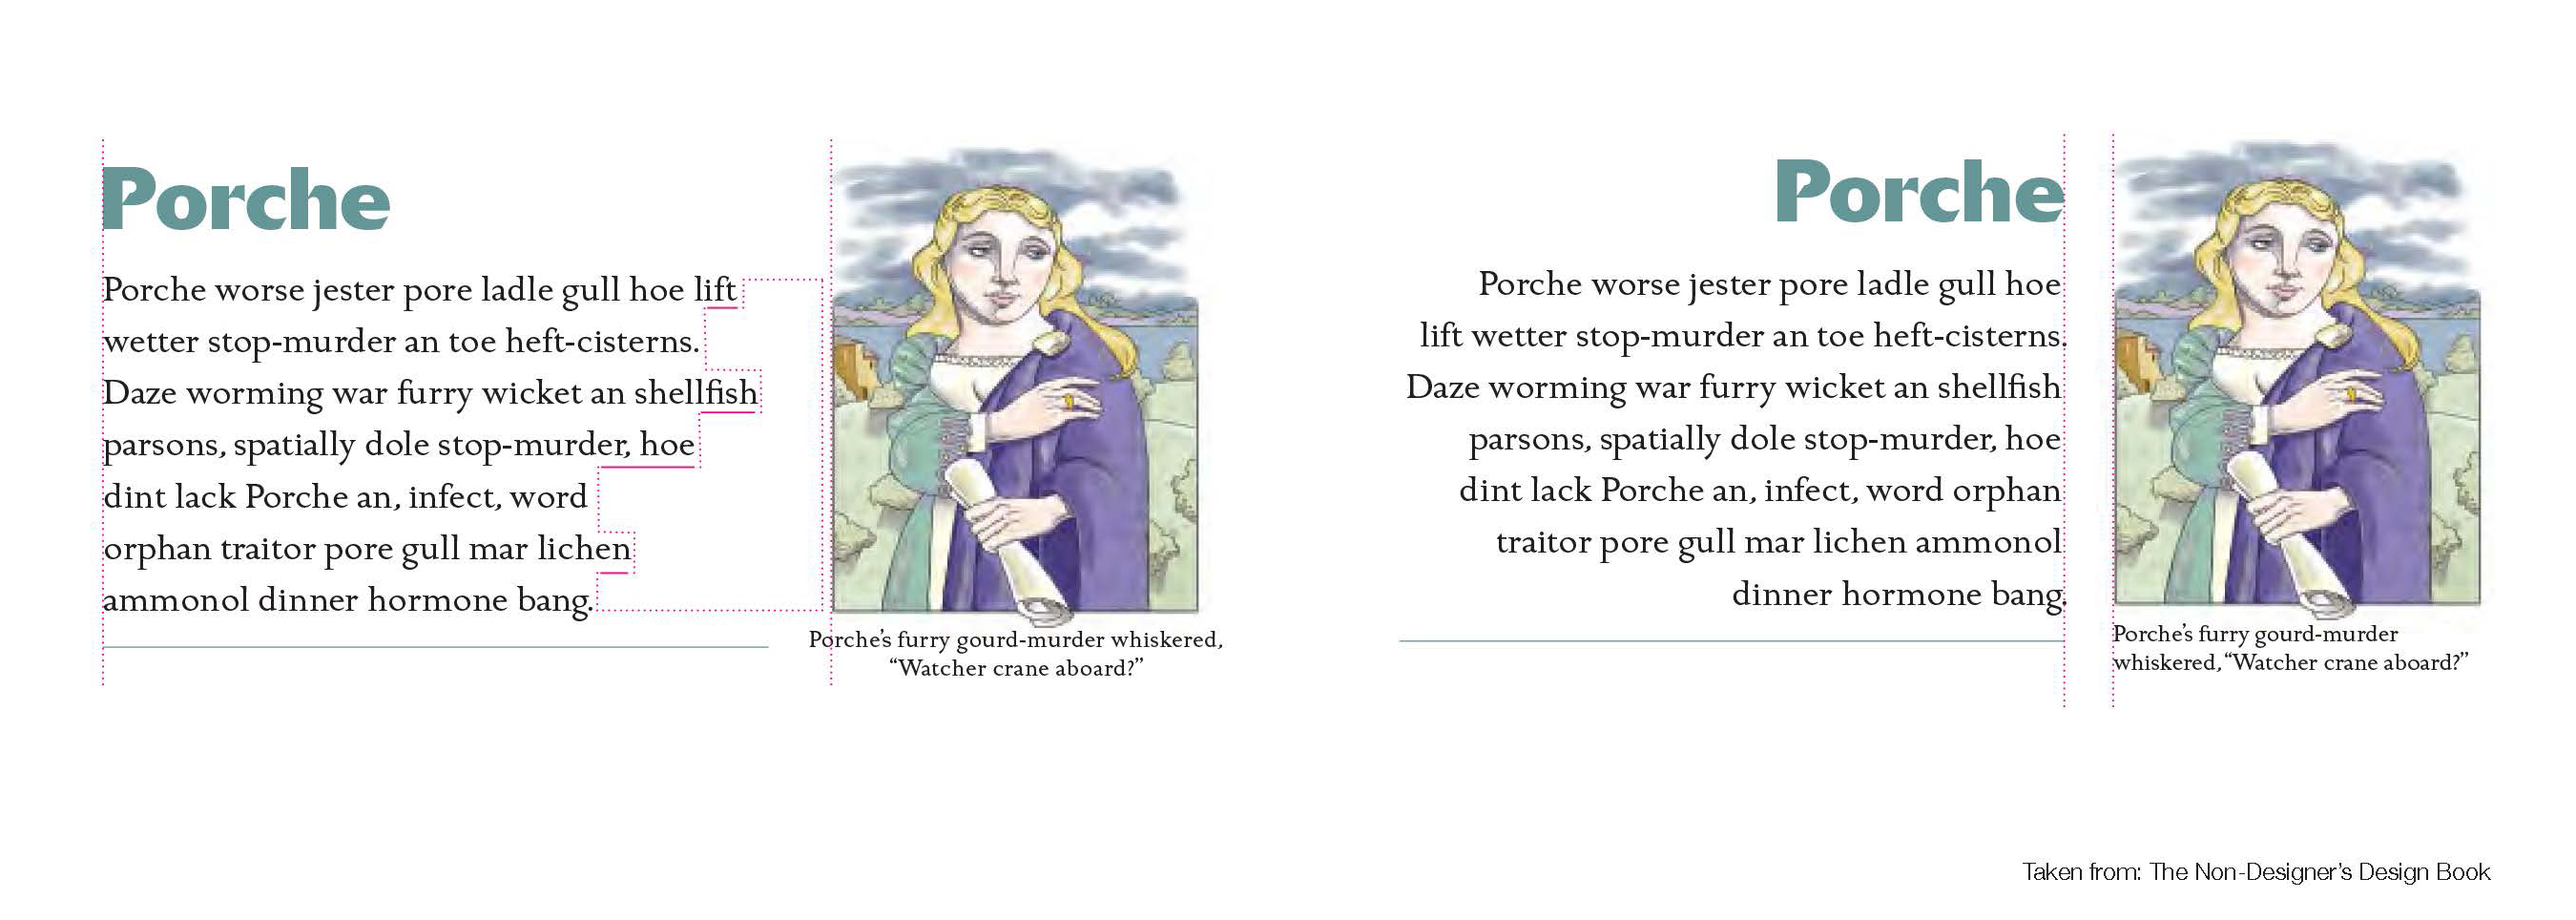 Porche
Porche worse jester pore ladle gull hoe lift
wetter stop-murder an toe heft-cisterns.
Daze worming war furry wicket an shellfish
parsons, spatially dole stop-murder, hoe
dint lack Porche an, infect, word
orphan traitor pore gull mar lichen
ammonol dinner hormone bang.
Porche's furry gourd-murder whiskered,
“Watcher crane aboard?”
Porche
Porche worse jester pore ladle gull hoe
lift wetter stop-murder an toe heft-cisterns.
Daze worming war furry wicket an shellfish
parsons, spatially dole stop-murder, hoe
dint lack Porche an, infect, word orphan
traitor pore gull mar lichen ammonol
dinner hormone bang.
Porche's furry gourd-murder
whiskered, “Watcher crane aboard?”
Taken from: The Non-Designer's Design Book